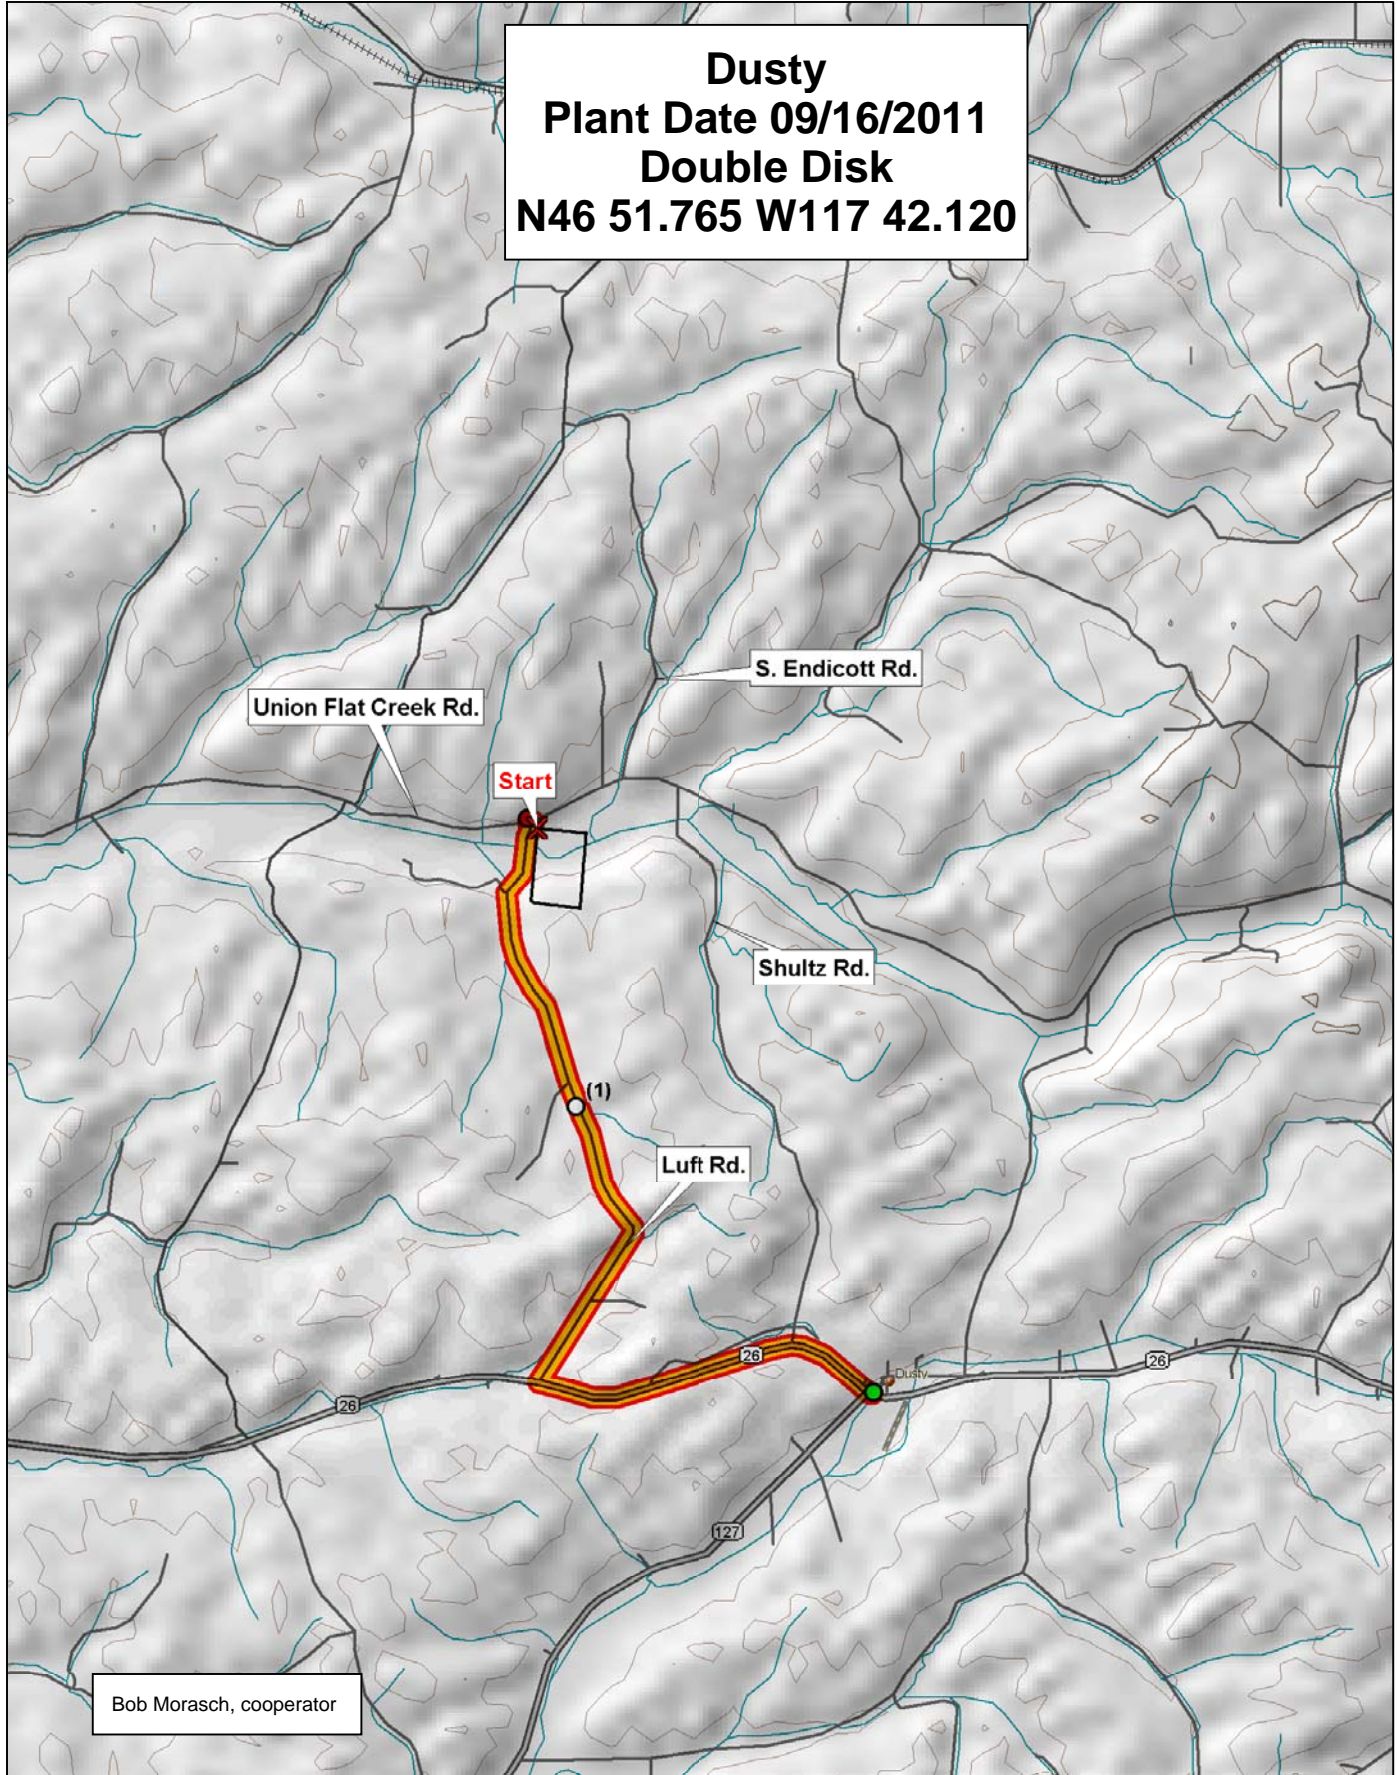 Dusty
Plant Date 09/16/2011
Double Disk
N46 51.765 W117 42.120
S. Endicott Rd.
Union Flat Creek Rd.
Start
Shultz Rd.
(1)
Luft Rd.
26
26
Dusty
26
127
Bob Morasch, cooperator